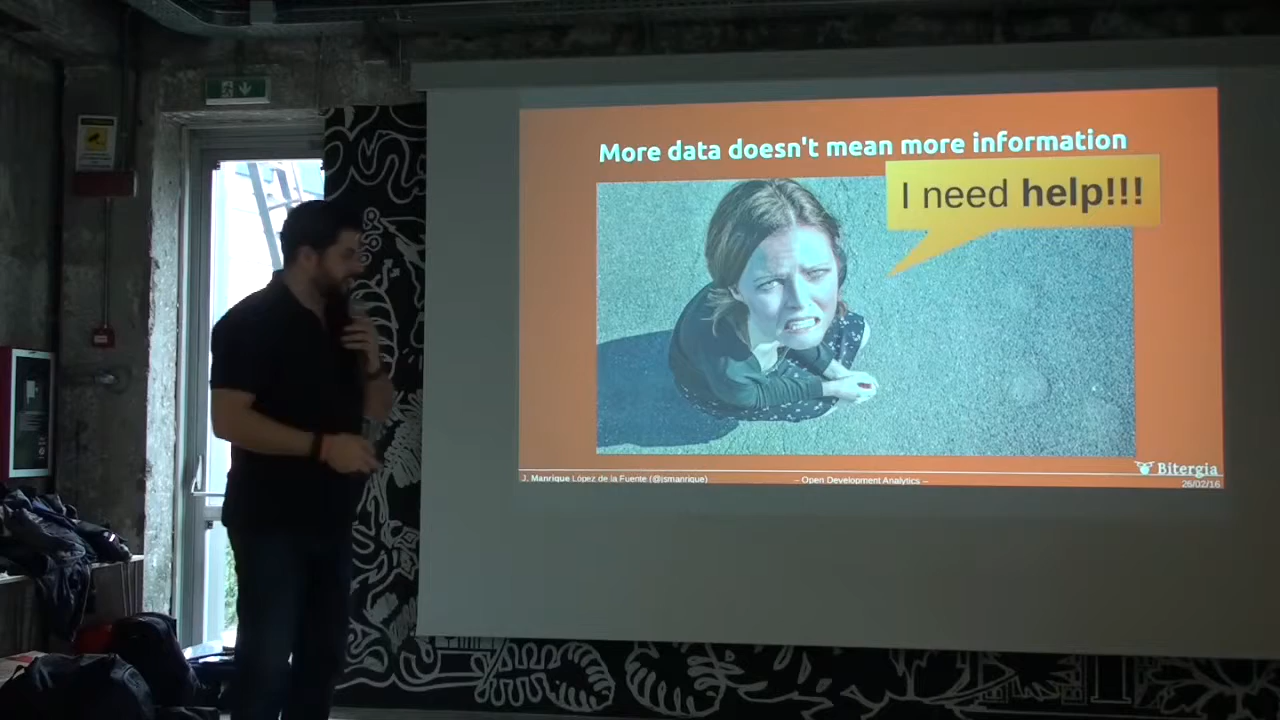 More data doesn't mean more information
I need help!!!
Bitergia
J. Manrique López de la Fuente (@jsmanrique)
– Open Development Analytics –
26/02/16